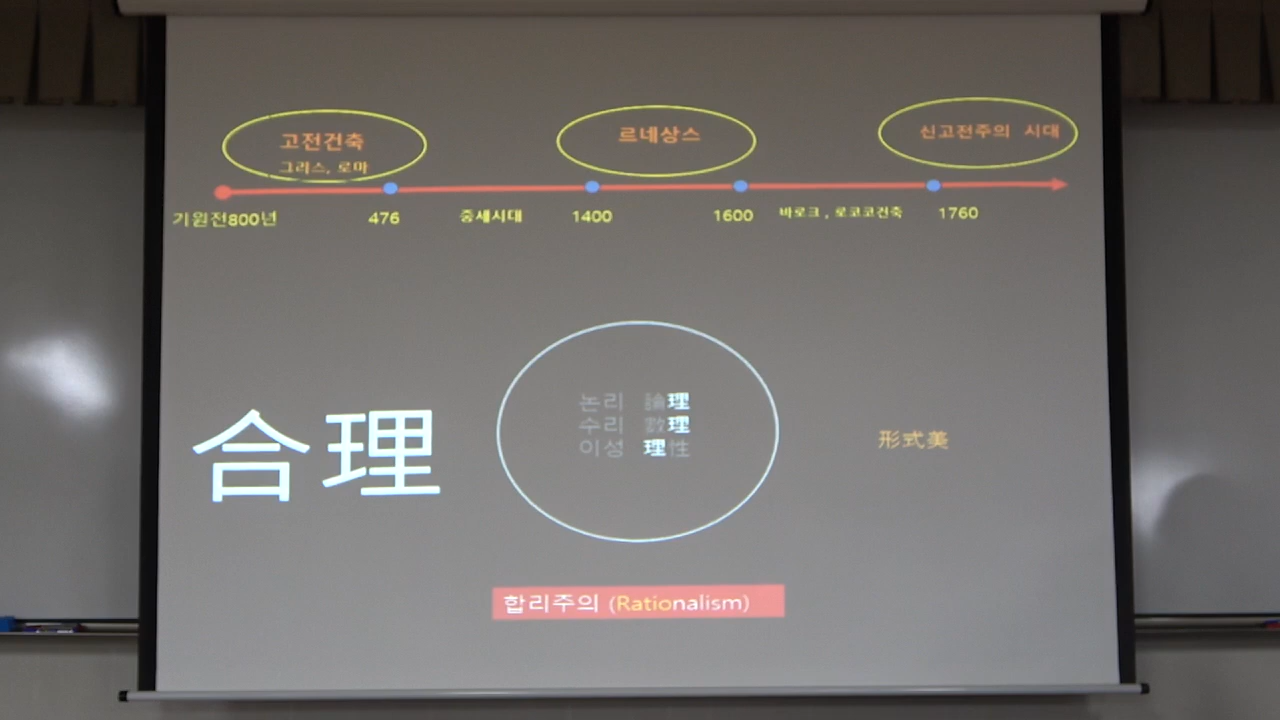 고전건축
그리스, 로마
르네상스
신고전주의 시대
기원전800년 476 중세시대 1400 1600 바로크 , 로코코건축 1760
合理
논리 論理
수리 數理
이성 理性
形式美
합리주의 (Rationalism)